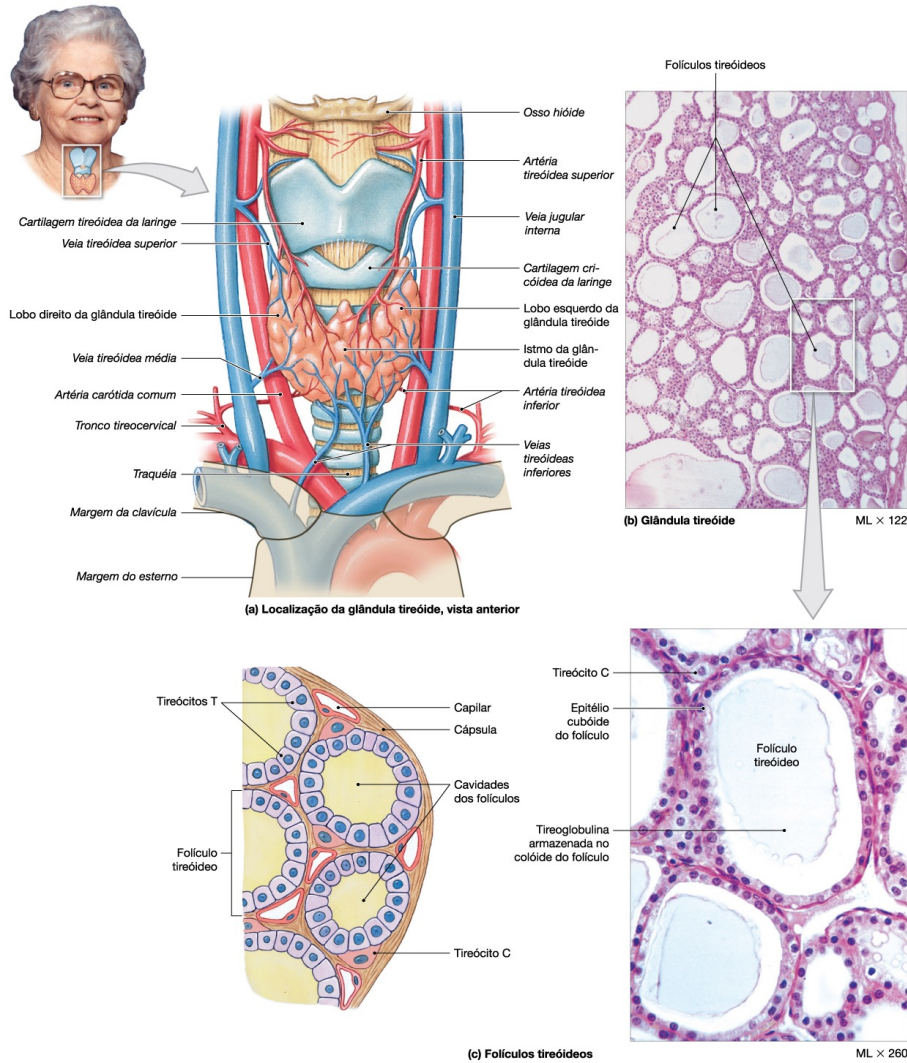 Folículos tireóideos
Osso hióide
Artéria
tireóidea superior
Cartilagem tireóidea da laringe
Veia tireóidea superior
Veia jugular
interna
Cartilagem cri-
cóidea da laringe
Lobo direito da glândula tireóide
Lobo esquerdo da
glândula tireóide
Veia tireóidea média
Istmo da glân-
dula tireóide
Artéria carótida comum
Artéria tireóidea
inferior
Tronco tireocervical
Veias
tireóideas
inferiores
Traquéia
Margem da clavícula
Margem do esterno
(a) Localização da glândula tireóide, vista anterior
(b) Glândula tireóide
ML × 122
Tireócitos T
Capilar
Cápsula
Cavidades
dos folículos
Folículo
tireóideo
Tireócito C
Tireócito C
Epitélio
cubóide
do folículo
Folículo
tireóideo
Tireoglobulina
armazenada no
colóide do folículo
(c) Folículos tireóideos
ML × 260